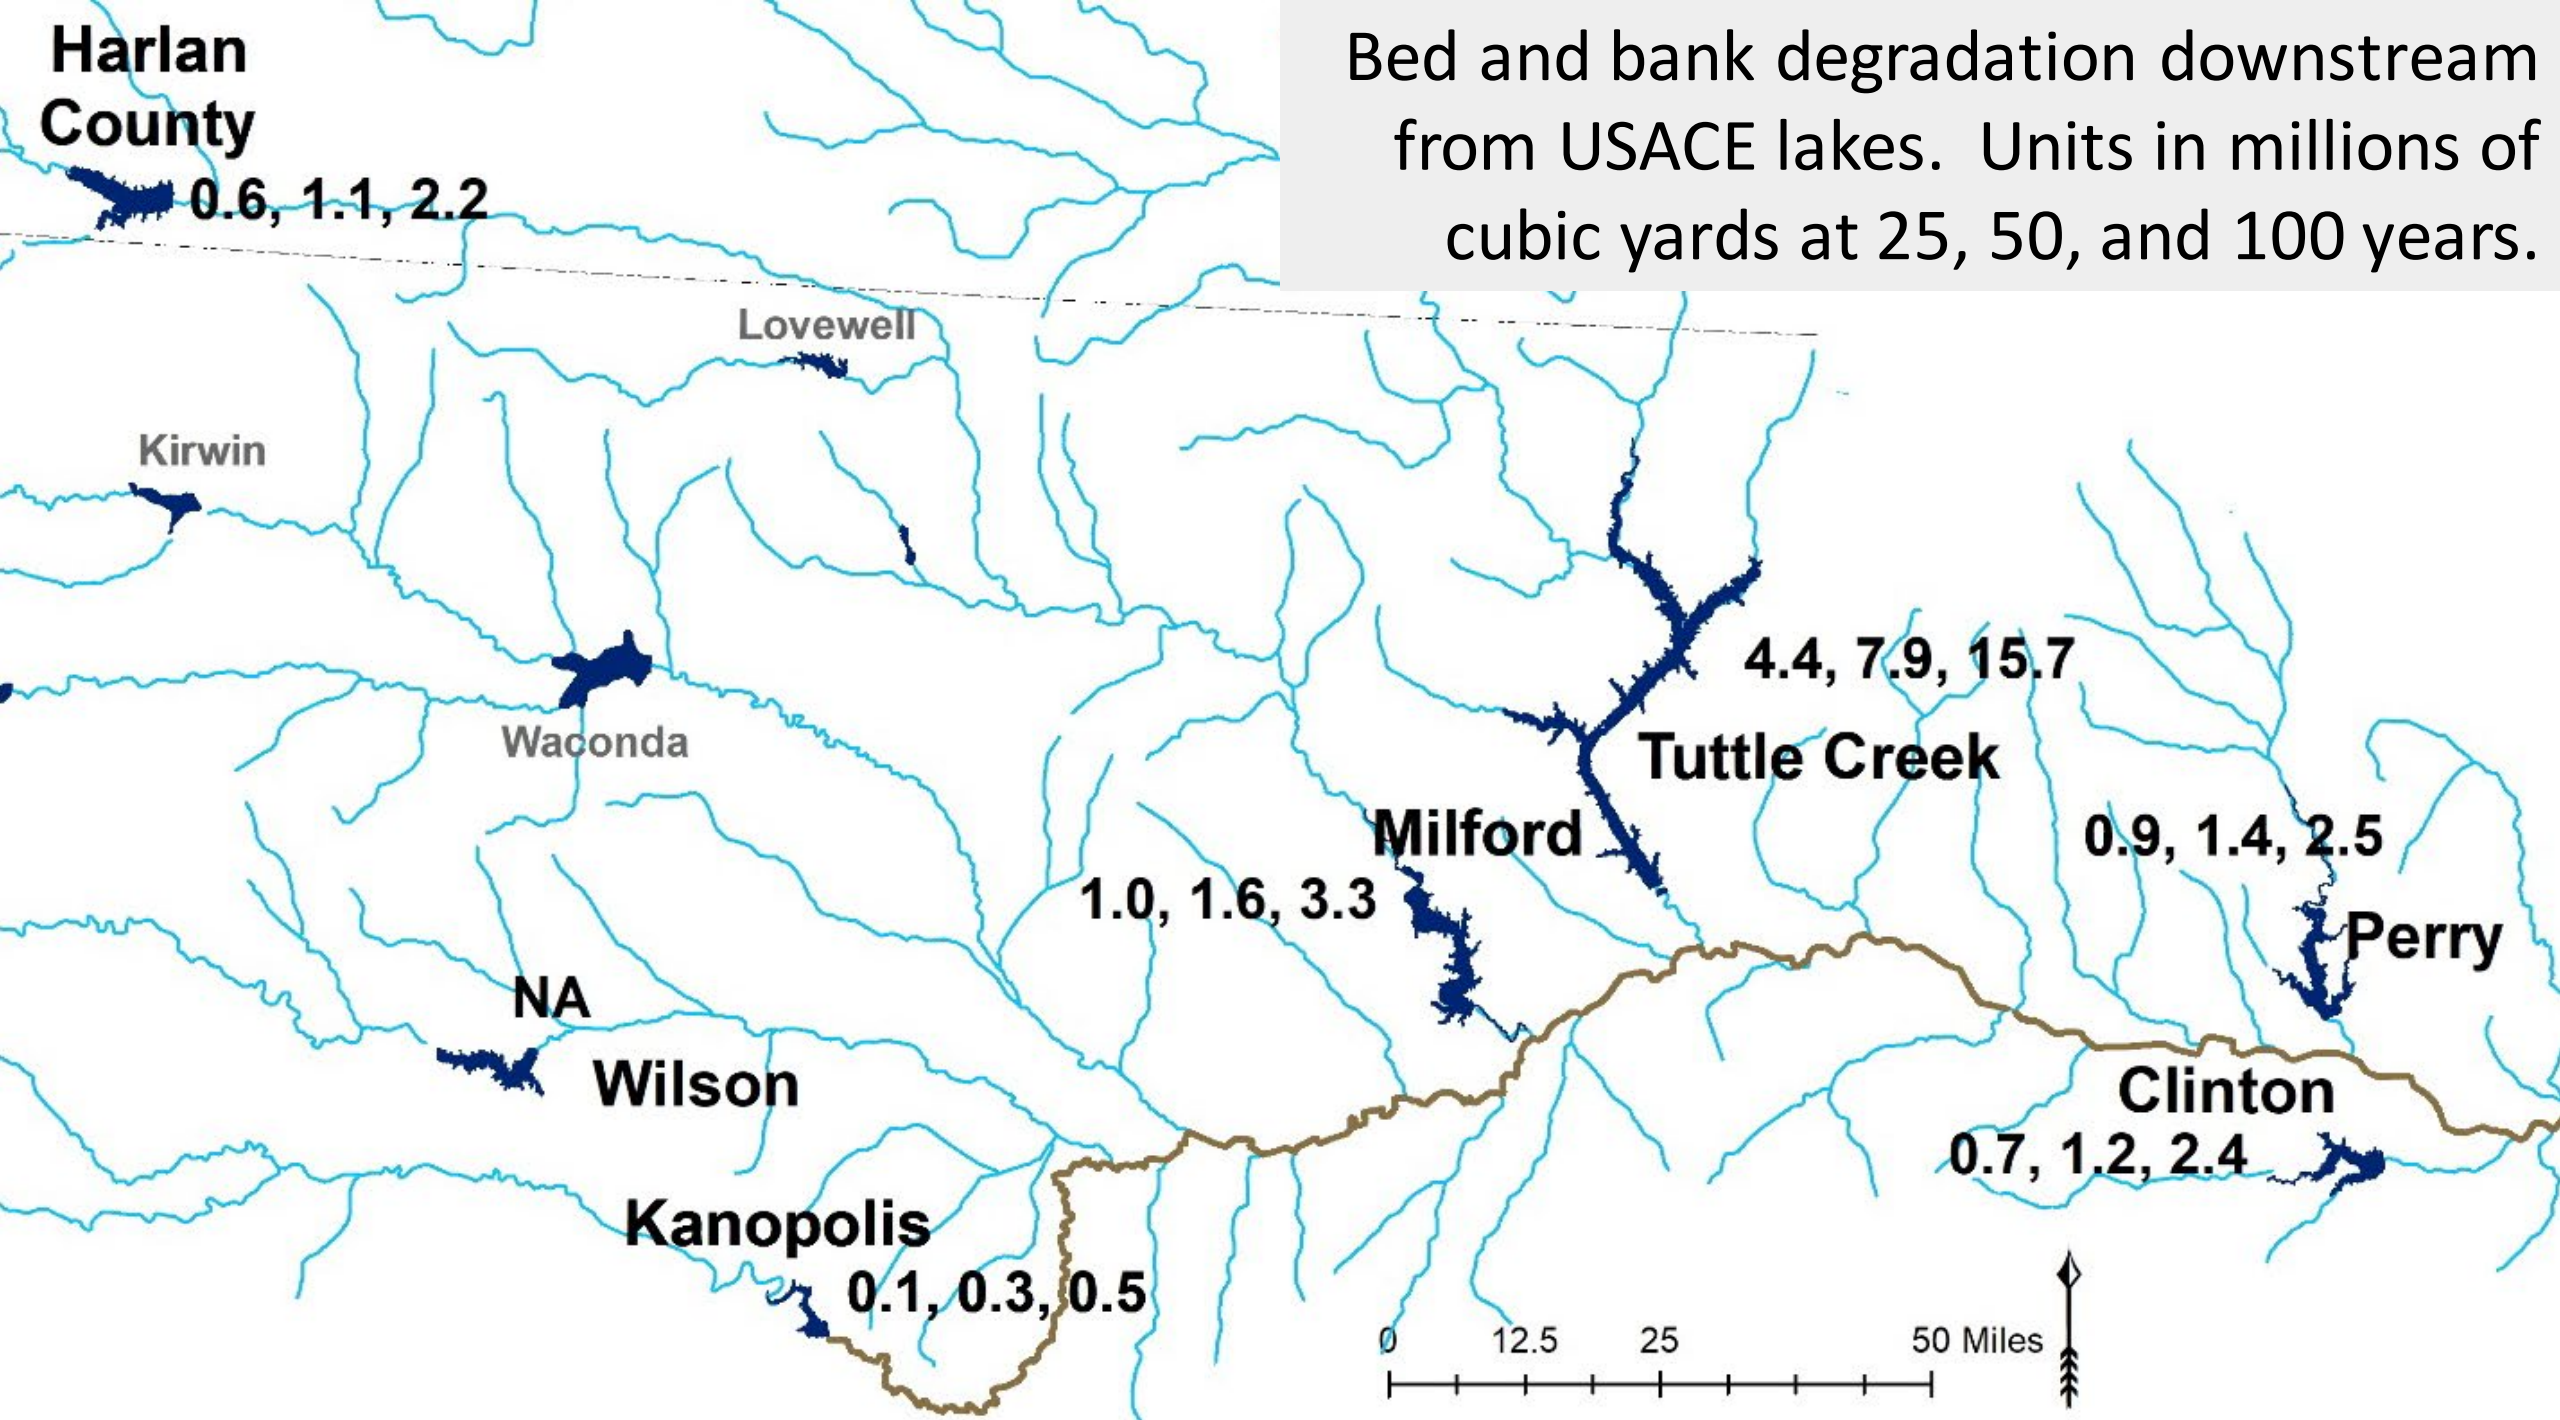 Bed and bank degradation downstream
from USACE lakes.  Units in millions of
cubic yards at 25, 50, and 100 years.
Harlan
County
0.6, 1.1, 2.2
Lovewell
Kirwin
Waconda
4.4, 7.9, 15.7
Tuttle Creek
Milford
1.0, 1.6, 3.3
0.9, 1.4, 2.5
Perry
NA
Wilson
Clinton
0.7, 1.2, 2.4
Kanopolis
0.1, 0.3, 0.5
0 12.5 25 50 Miles